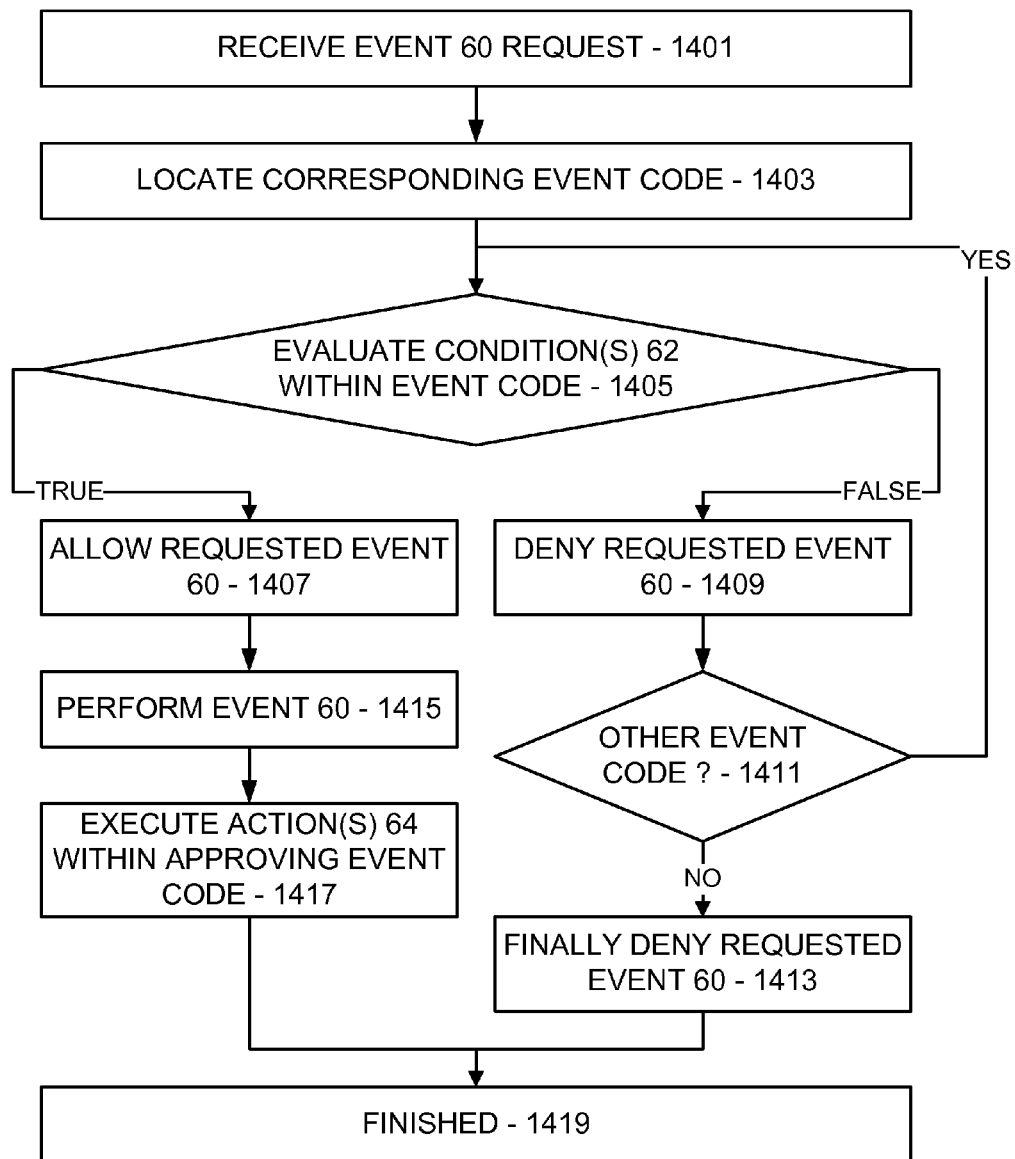 RECEIVE EVENT 60 REQUEST - 1401
LOCATE CORRESPONDING EVENT CODE - 1403
YES
EVALUATE CONDITION(S) 62
WITHIN EVENT CODE - 1405
TRUE
FALSE
ALLOW REQUESTED EVENT
60 - 1407
DENY REQUESTED EVENT
60 - 1409
PERFORM EVENT 60 - 1415
OTHER EVENT
CODE ? - 1411
EXECUTE ACTION(S) 64
WITHIN APPROVING EVENT
CODE - 1417
NO
FINALLY DENY REQUESTED
EVENT 60 - 1413
FINISHED - 1419